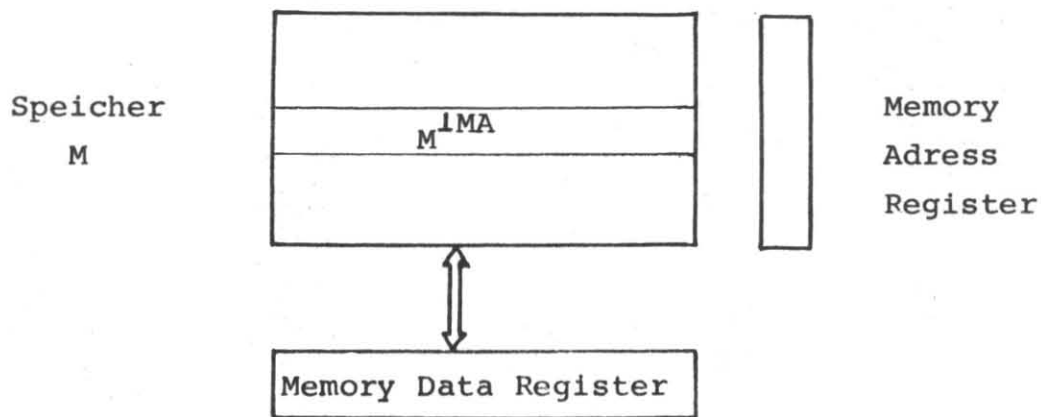 Speicher
M
M⊥MA
Memory
Adress
Register
Memory Data Register